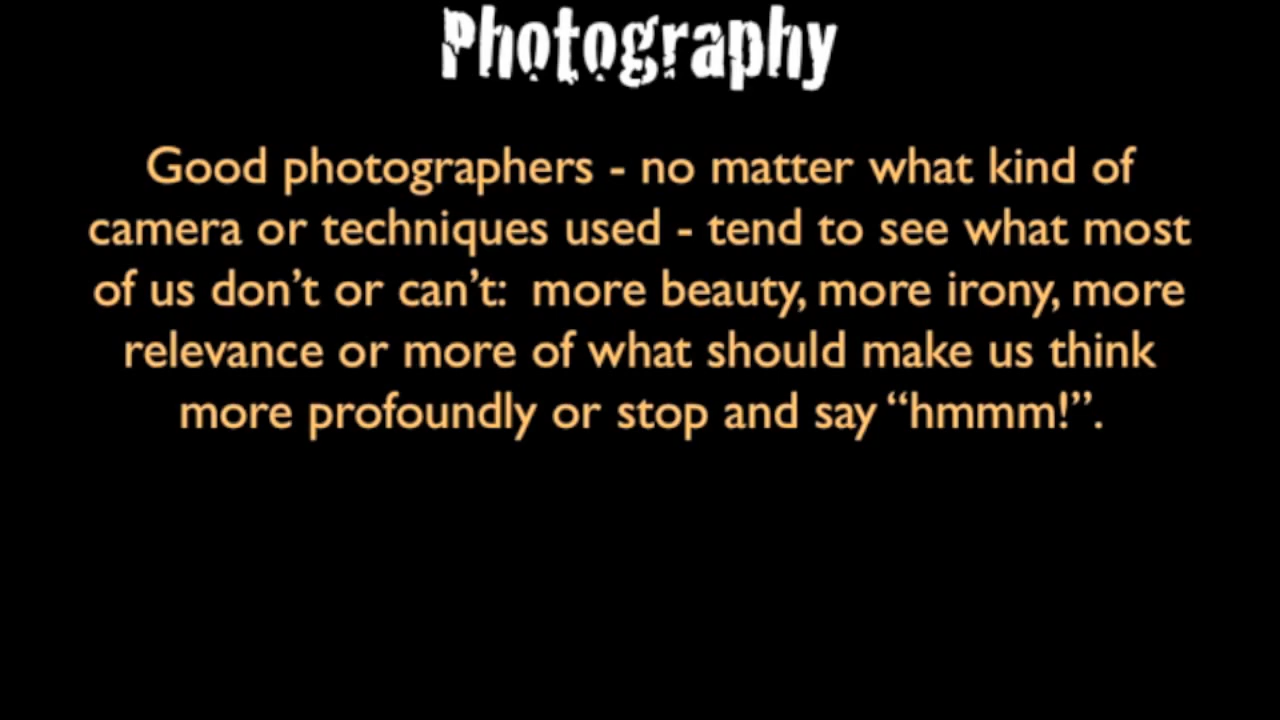 Photography
Good photographers - no matter what kind of
camera or techniques used - tend to see what most
of us don’t or can’t:  more beauty, more irony, more
relevance or more of what should make us think
more profoundly or stop and say “hmmm!”.